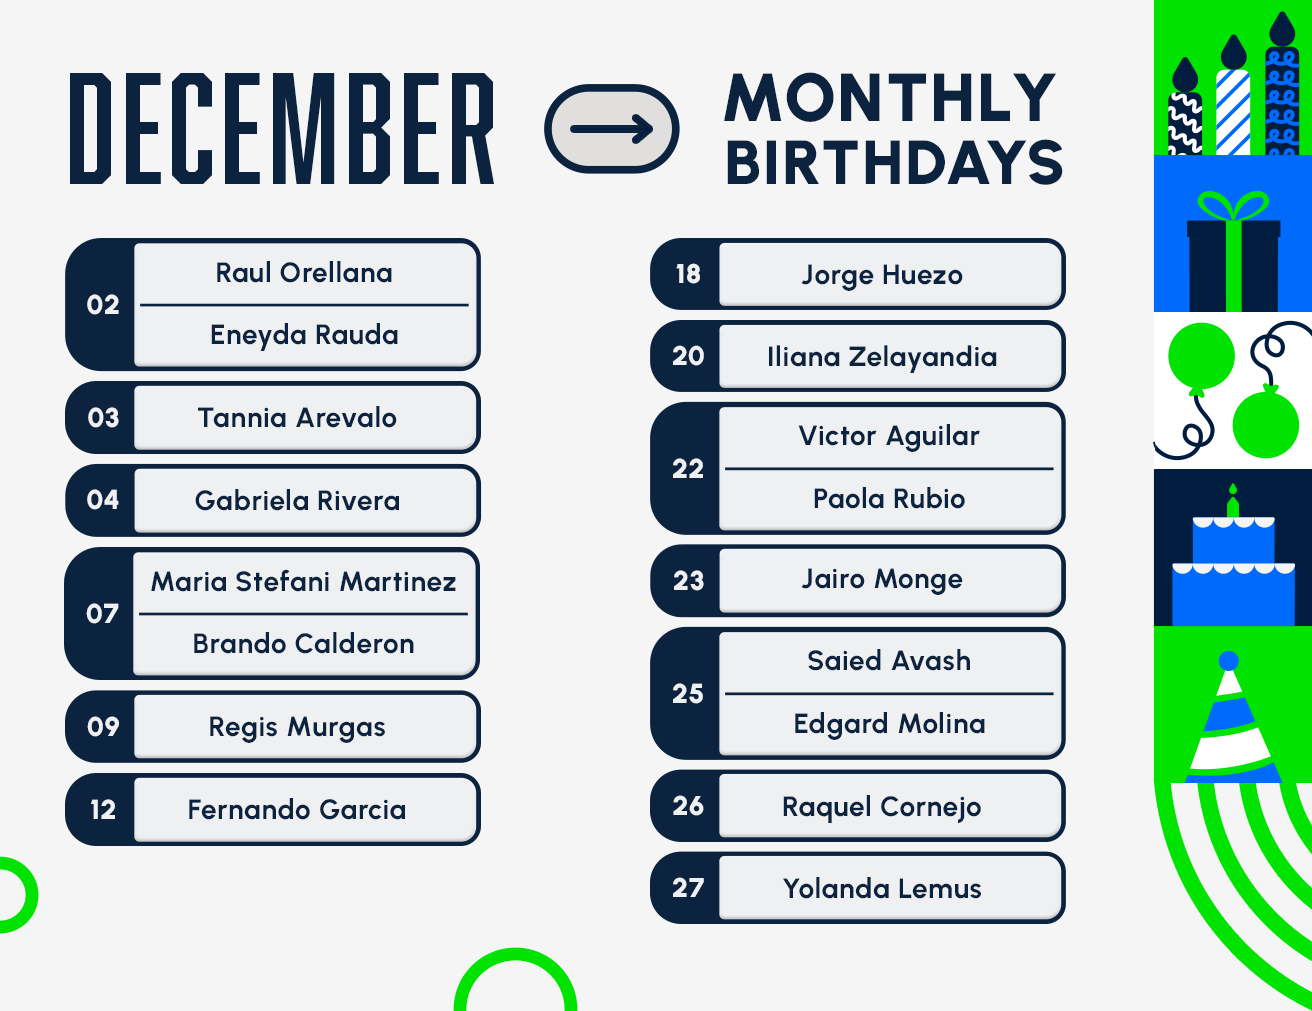 DECEMBER
MONTHLY
BIRTHDAYS
02
Raul Orellana
Eneyda Rauda
03
Tannia Arevalo
04
Gabriela Rivera
07
Maria Stefani Martinez
Brando Calderon
09
Regis Murgas
12
Fernando Garcia
18
Jorge Huezo
20
Iliana Zelayandia
22
Victor Aguilar
Paola Rubio
23
Jairo Monge
25
Saied Avash
Edgard Molina
26
Raquel Cornejo
27
Yolanda Lemus